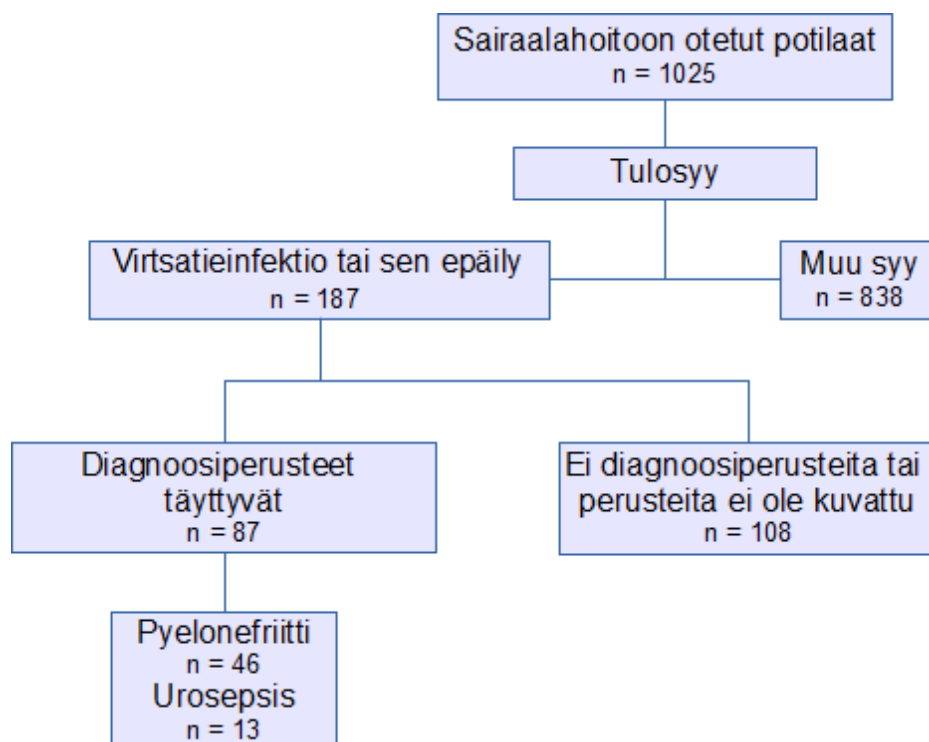 Sairaalahoitoon otetut potilaat
n = 1025
Tulosyy
Virtsatieinfektio tai sen epäily
n = 187
Muu syy
n = 838
Diagnoosiperusteet
täyttyvät
n = 87
Ei diagnoosiperusteita tai
perusteita ei ole kuvattu
n = 108
Pyelonefriitti
n = 46
Urosepsis
n = 13